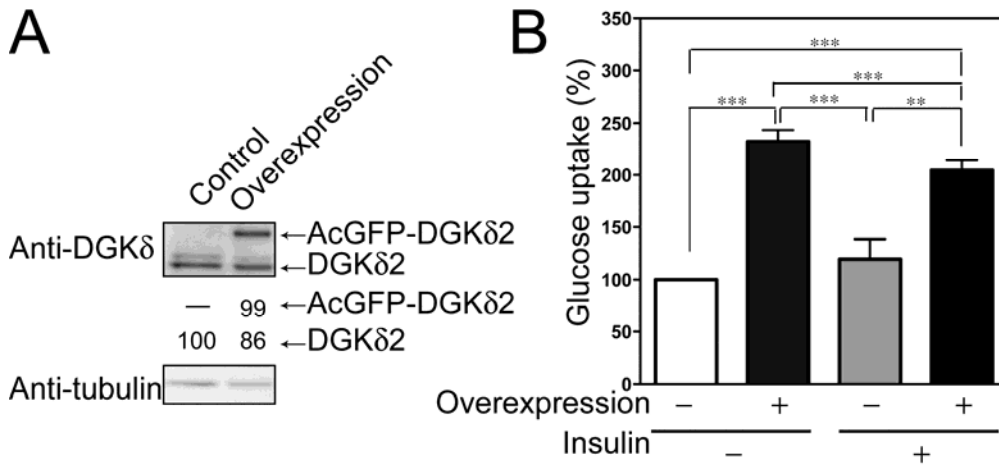 A
Control
Overexpression
Anti-DGKδ
←AcGFP-DGKδ2
←DGKδ2
— 99 ←AcGFP-DGKδ2
100 86 ←DGKδ2
Anti-tubulin
B
Glucose uptake (%)
350
300
250
200
150
100
50
0
***
***
*** *** **
Overexpression − + − +
Insulin − +